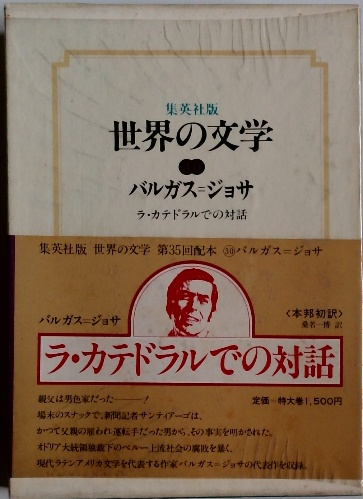 集英社版
世界の文学
バルガス=ジョサ
ラ・カテドラルでの対話
集英社版 世界の文学 第35回配本 ㉚バルガス=ジョサ
バルガス=ジョサ
〈本邦初訳〉
桑名一博 訳
ラ・カテドラルでの対話
親父は男色家だった——!
定価—特大巻1,500円
場末のスナックで、新聞記者サンティアーゴは、
かつて父親の雇われ運転手だった男から、その事実を明かされた。
オドリア大統領独裁下のペルー上流社会の腐敗を暴く、
現代ラテンアメリカ文学を代表する作家バルガス=ジョサの代表作を収録。